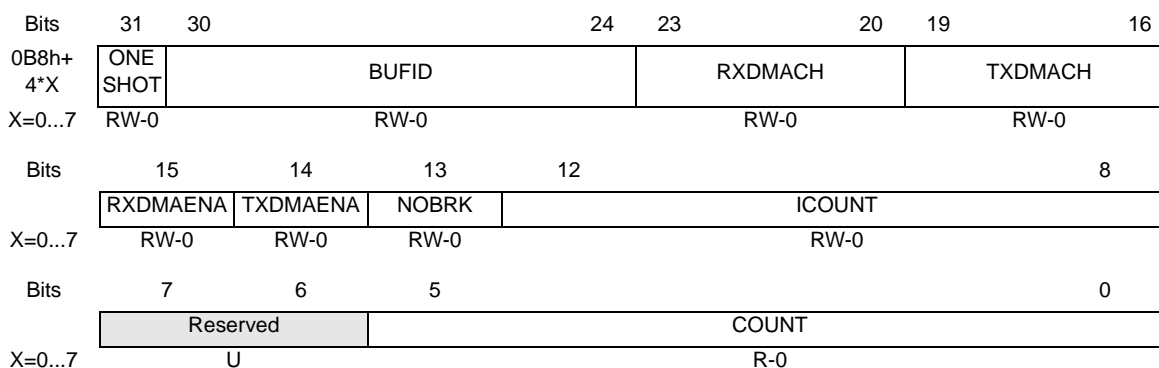 Bits 31 30 24 23 20 19 16
0B8h+ ONE BUFID RXDMACH TXDMACH
4*X SHOT
X=0...7 RW-0 RW-0 RW-0 RW-0
Bits 15 14 13 12 8
RXDMAENA TXDMAENA NOBRK ICOUNT
X=0...7 RW-0 RW-0 RW-0 RW-0
Bits 7 6 5 0
Reserved COUNT
X=0...7 U R-0